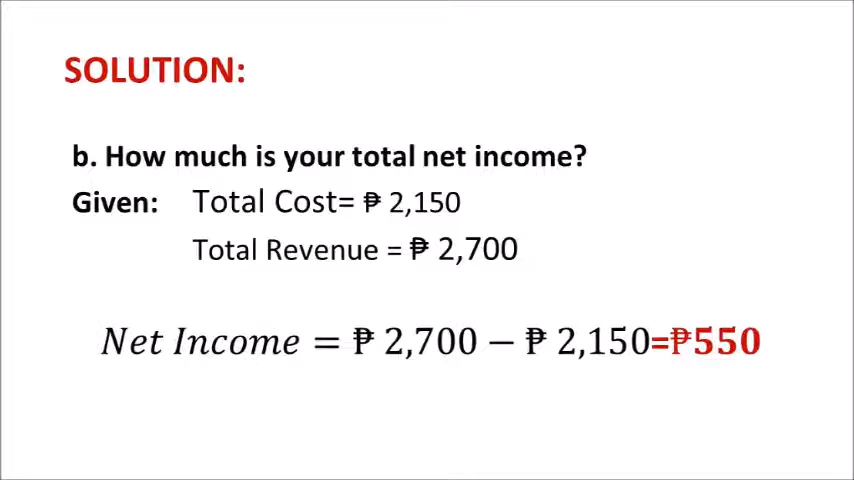 SOLUTION:
b. How much is your total net income?
Given: Total Cost= ₱ 2,150
Total Revenue = ₱ 2,700
Net Income = ₱ 2,700 − ₱ 2,150=₱550